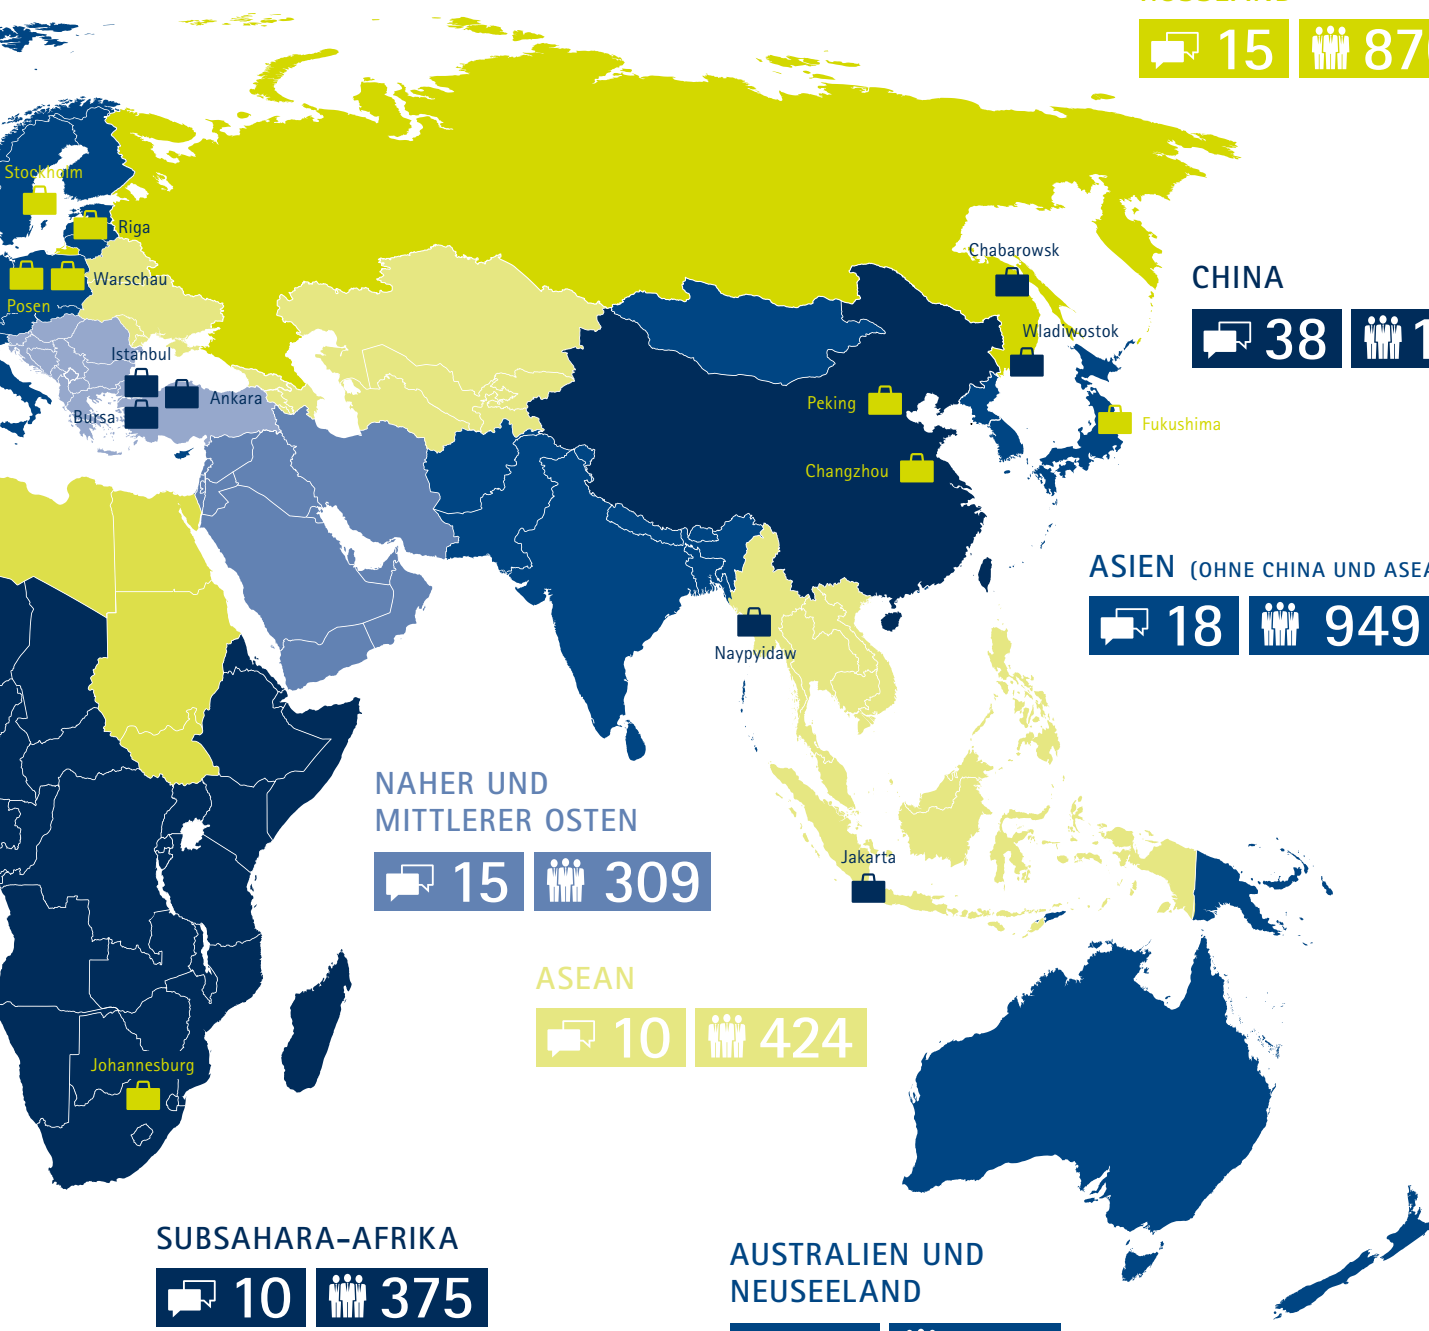 15
Stockholm
Riga
Warschau
Posen
Istanbul
Ankara
Bursa
Chabarowsk
Wladiwostok
CHINA
38
Peking
Fukushima
Changzhou
ASIEN (OHNE CHINA UND
18 949
Naypyidaw
NAHER UND
MITTLERER OSTEN
15 309
Jakarta
ASEAN
10 424
Johannesburg
SUBSAHARA-AFRIKA
10 375
AUSTRALIEN UND
NEUSEELAND